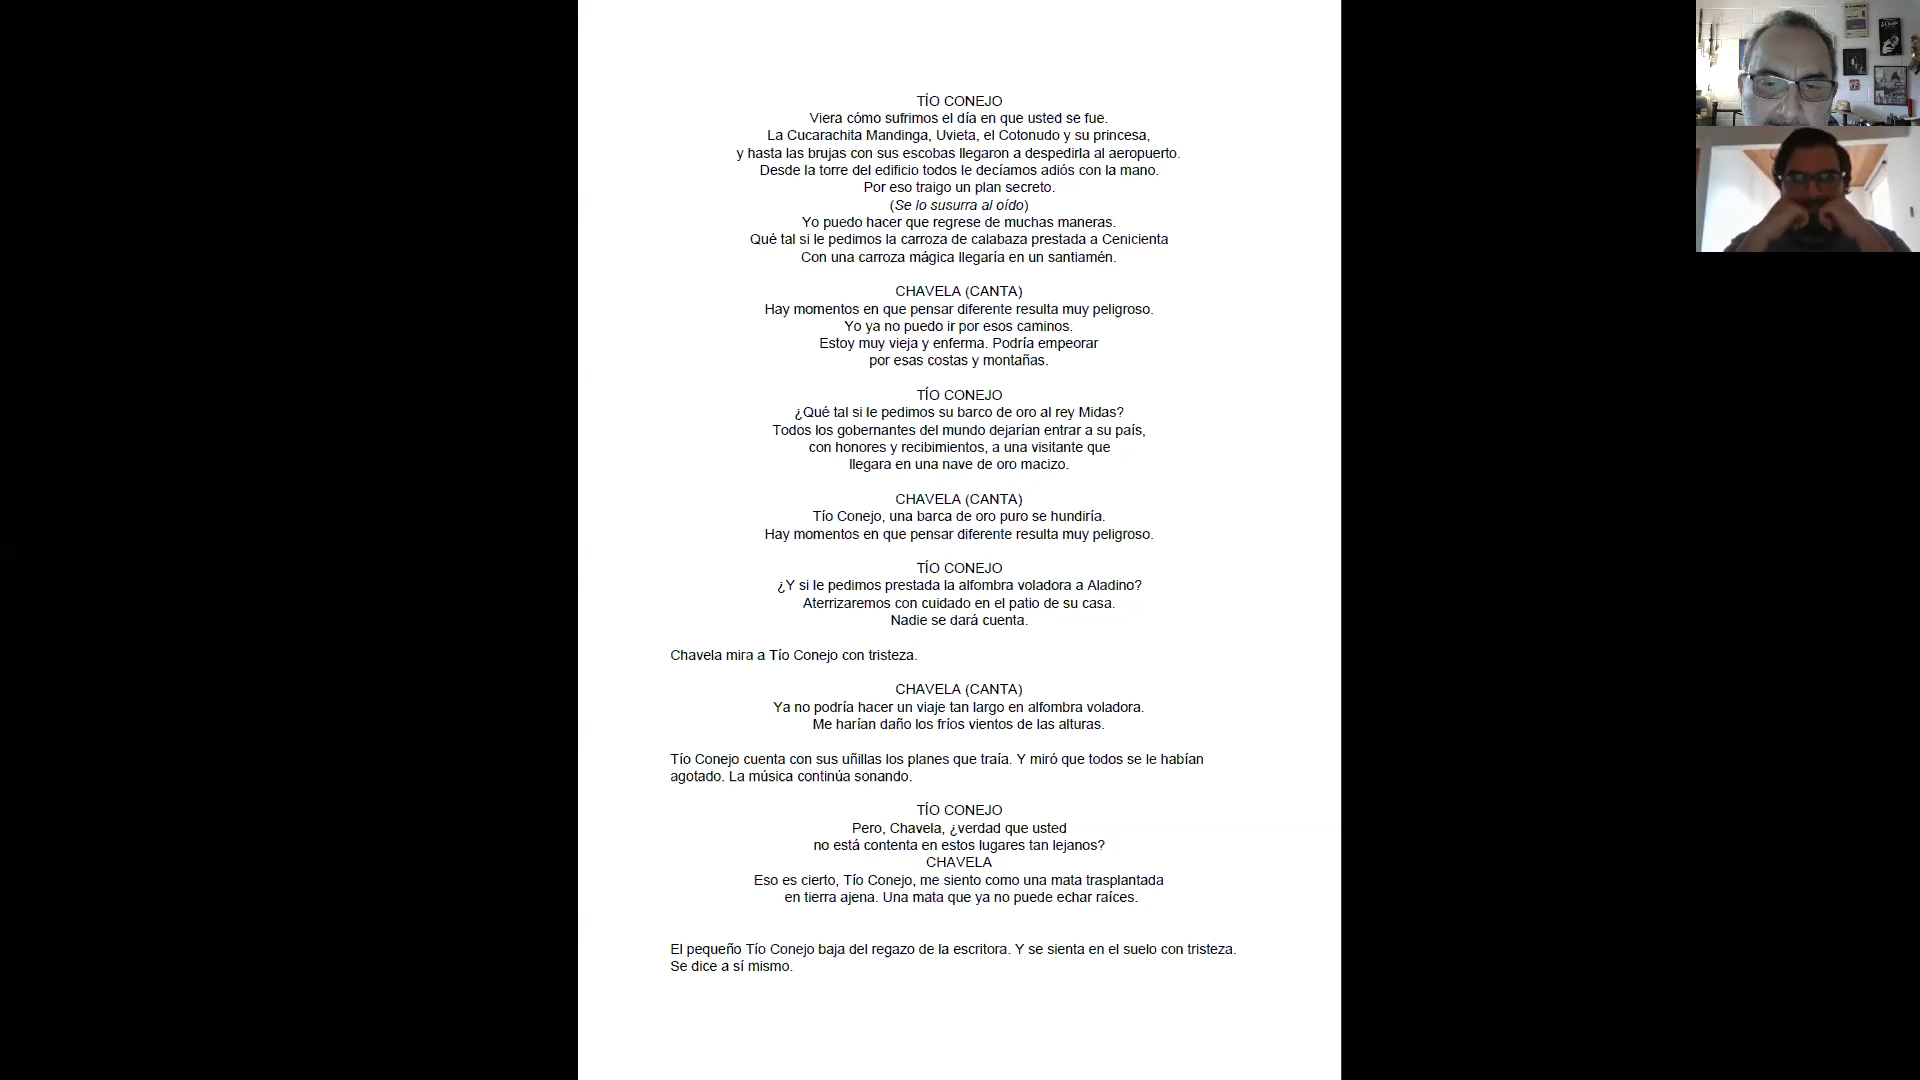 TÍO CONEJO
Viera cómo sufrimos el día en que usted se fue.
La Cucarachita Mandinga, Uvieta, el Cotonudo y su princesa,
y hasta las brujas con sus escobas llegaron a despedirla al aeropuerto.
Desde la torre del edificio todos le decíamos adiós con la mano.
Por eso traigo un plan secreto.
(Se lo susurra al oído)
Yo puedo hacer que regrese de muchas maneras.
Qué tal si le pedimos la carroza de calabaza prestada a Cenicienta
Con una carroza mágica llegaría en un santiamén.
CHAVELA (CANTA)
Hay momentos en que pensar diferente resulta muy peligroso.
Yo ya no puedo ir por esos caminos.
Estoy muy vieja y enferma. Podría empeorar
por esas costas y montañas.
TÍO CONEJO
¿Qué tal si le pedimos su barco de oro al rey Midas?
Todos los gobernantes del mundo dejarían entrar a su país,
con honores y recibimientos, a una visitante que
llegara en una nave de oro macizo.
CHAVELA (CANTA)
Tío Conejo, una barca de oro puro se hundiría.
Hay momentos en que pensar diferente resulta muy peligroso.
TÍO CONEJO
¿Y si le pedimos prestada la alfombra voladora a Aladino?
Aterrizaremos con cuidado en el patio de su casa.
Nadie se dará cuenta.
Chavela mira a Tío Conejo con tristeza.
CHAVELA (CANTA)
Ya no podría hacer un viaje tan largo en alfombra voladora.
Me harían daño los fríos vientos de las alturas.
Tío Conejo cuenta con sus uñillas los planes que traía. Y miró que todos se le habían
agotado. La música continúa sonando.
TÍO CONEJO
Pero, Chavela, ¿verdad que usted
no está contenta en estos lugares tan lejanos?
CHAVELA
Eso es cierto, Tío Conejo, me siento como una mata trasplantada
en tierra ajena. Una mata que ya no puede echar raíces.
El pequeño Tío Conejo baja del regazo de la escritora. Y se sienta en el suelo con tristeza.
Se dice a sí mismo.